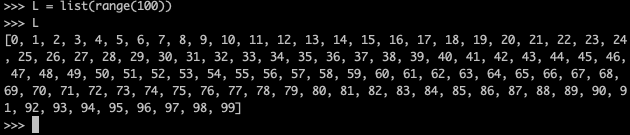 >>> L = list(range(100))
>>> L
[0, 1, 2, 3, 4, 5, 6, 7, 8, 9, 10, 11, 12, 13, 14, 15, 16, 17, 18, 19, 20, 21, 22, 23, 24
, 25, 26, 27, 28, 29, 30, 31, 32, 33, 34, 35, 36, 37, 38, 39, 40, 41, 42, 43, 44, 45, 46,
 47, 48, 49, 50, 51, 52, 53, 54, 55, 56, 57, 58, 59, 60, 61, 62, 63, 64, 65, 66, 67, 68,
69, 70, 71, 72, 73, 74, 75, 76, 77, 78, 79, 80, 81, 82, 83, 84, 85, 86, 87, 88, 89, 90, 9
1, 92, 93, 94, 95, 96, 97, 98, 99]
>>>